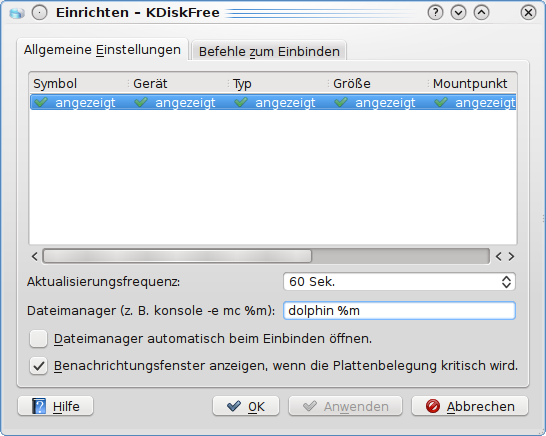 Einrichten – KDiskFree
Allgemeine Einstellungen Befehle zum Einbinden
Symbol Gerät Typ Größe Mountpunkt
angezeigt angezeigt angezeigt angezeigt angezeigt
Aktualisierungsfrequenz: 60 Sek.
Dateimanager (z. B. konsole -e mc %m): dolphin %m
Dateimanager automatisch beim Einbinden öffnen.
Benachrichtungsfenster anzeigen, wenn die Plattenbelegung kritisch wird.
Hilfe OK Anwenden Abbrechen